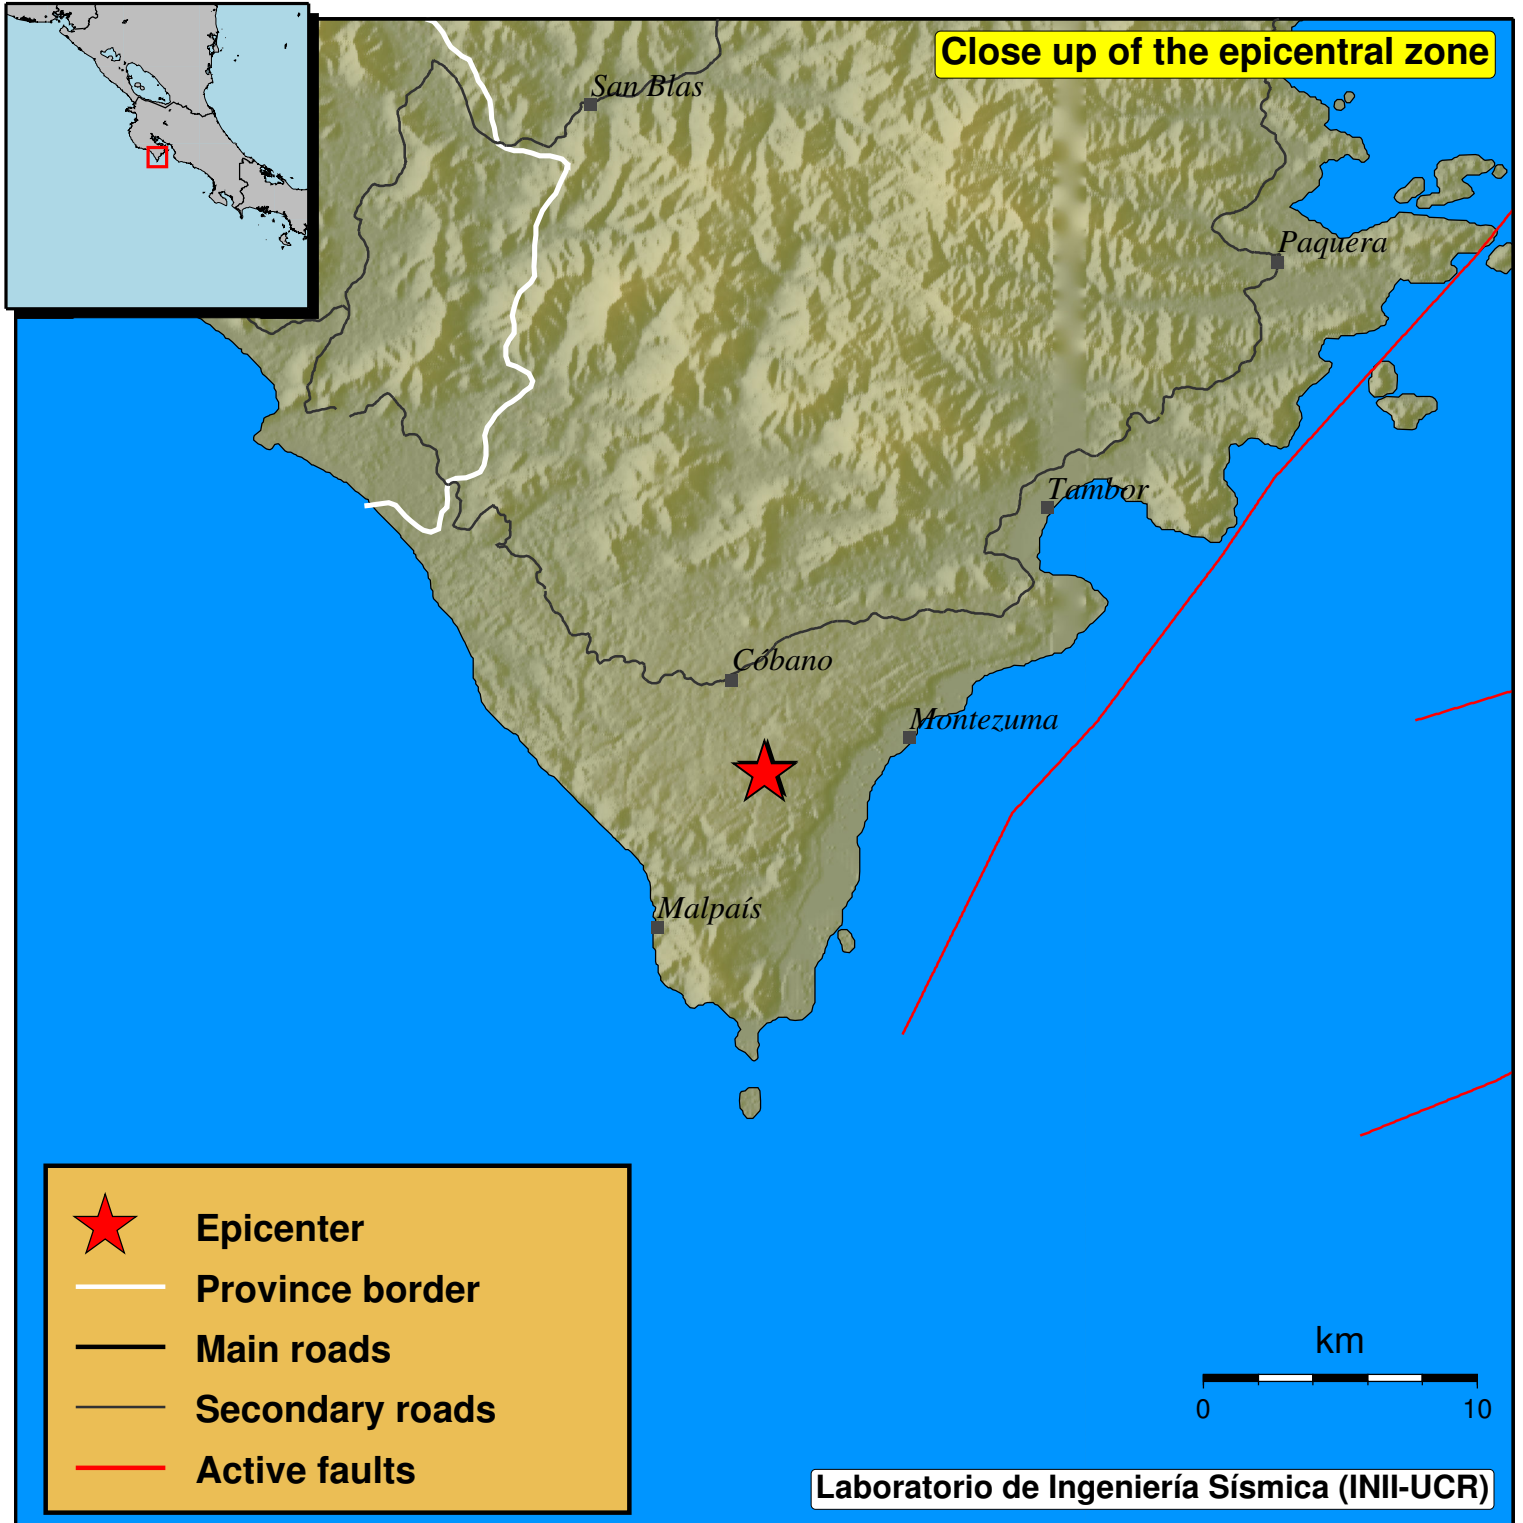 Close up of the epicentral zone
San Blas
Paquera
Tambor
Cóbano
Montezuma
Malpaís
Epicenter
Province border
Main roads
Secondary roads
Active faults
km
0 10
Laboratorio de Ingeniería Sísmica (INII-UCR)